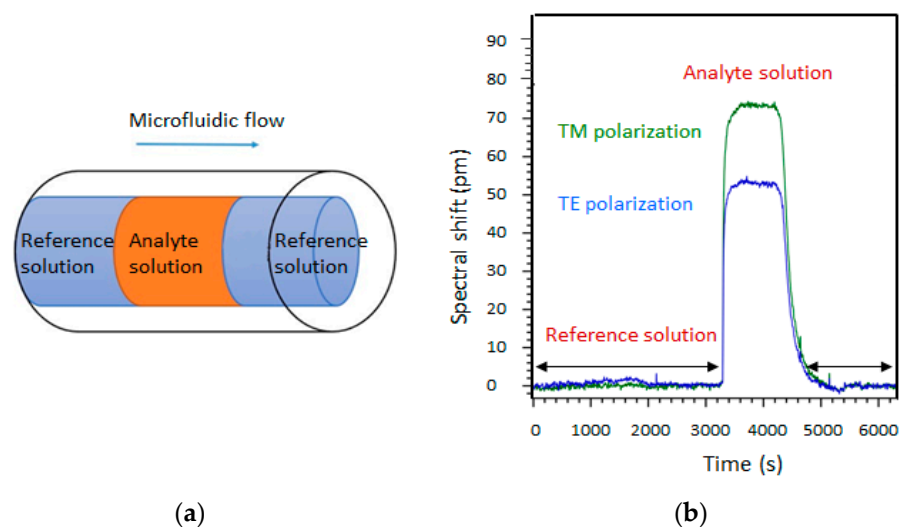 Microfluidic flow
Reference
solution
Analyte
solution
Reference
solution
(a)
Spectral shift (pm)
90
80
70
60
50
40
30
20
10
0
Analyte solution
TM polarization
TE polarization
Reference solution
0 1000 2000 3000 4000 5000 6000
Time (s)
(b)